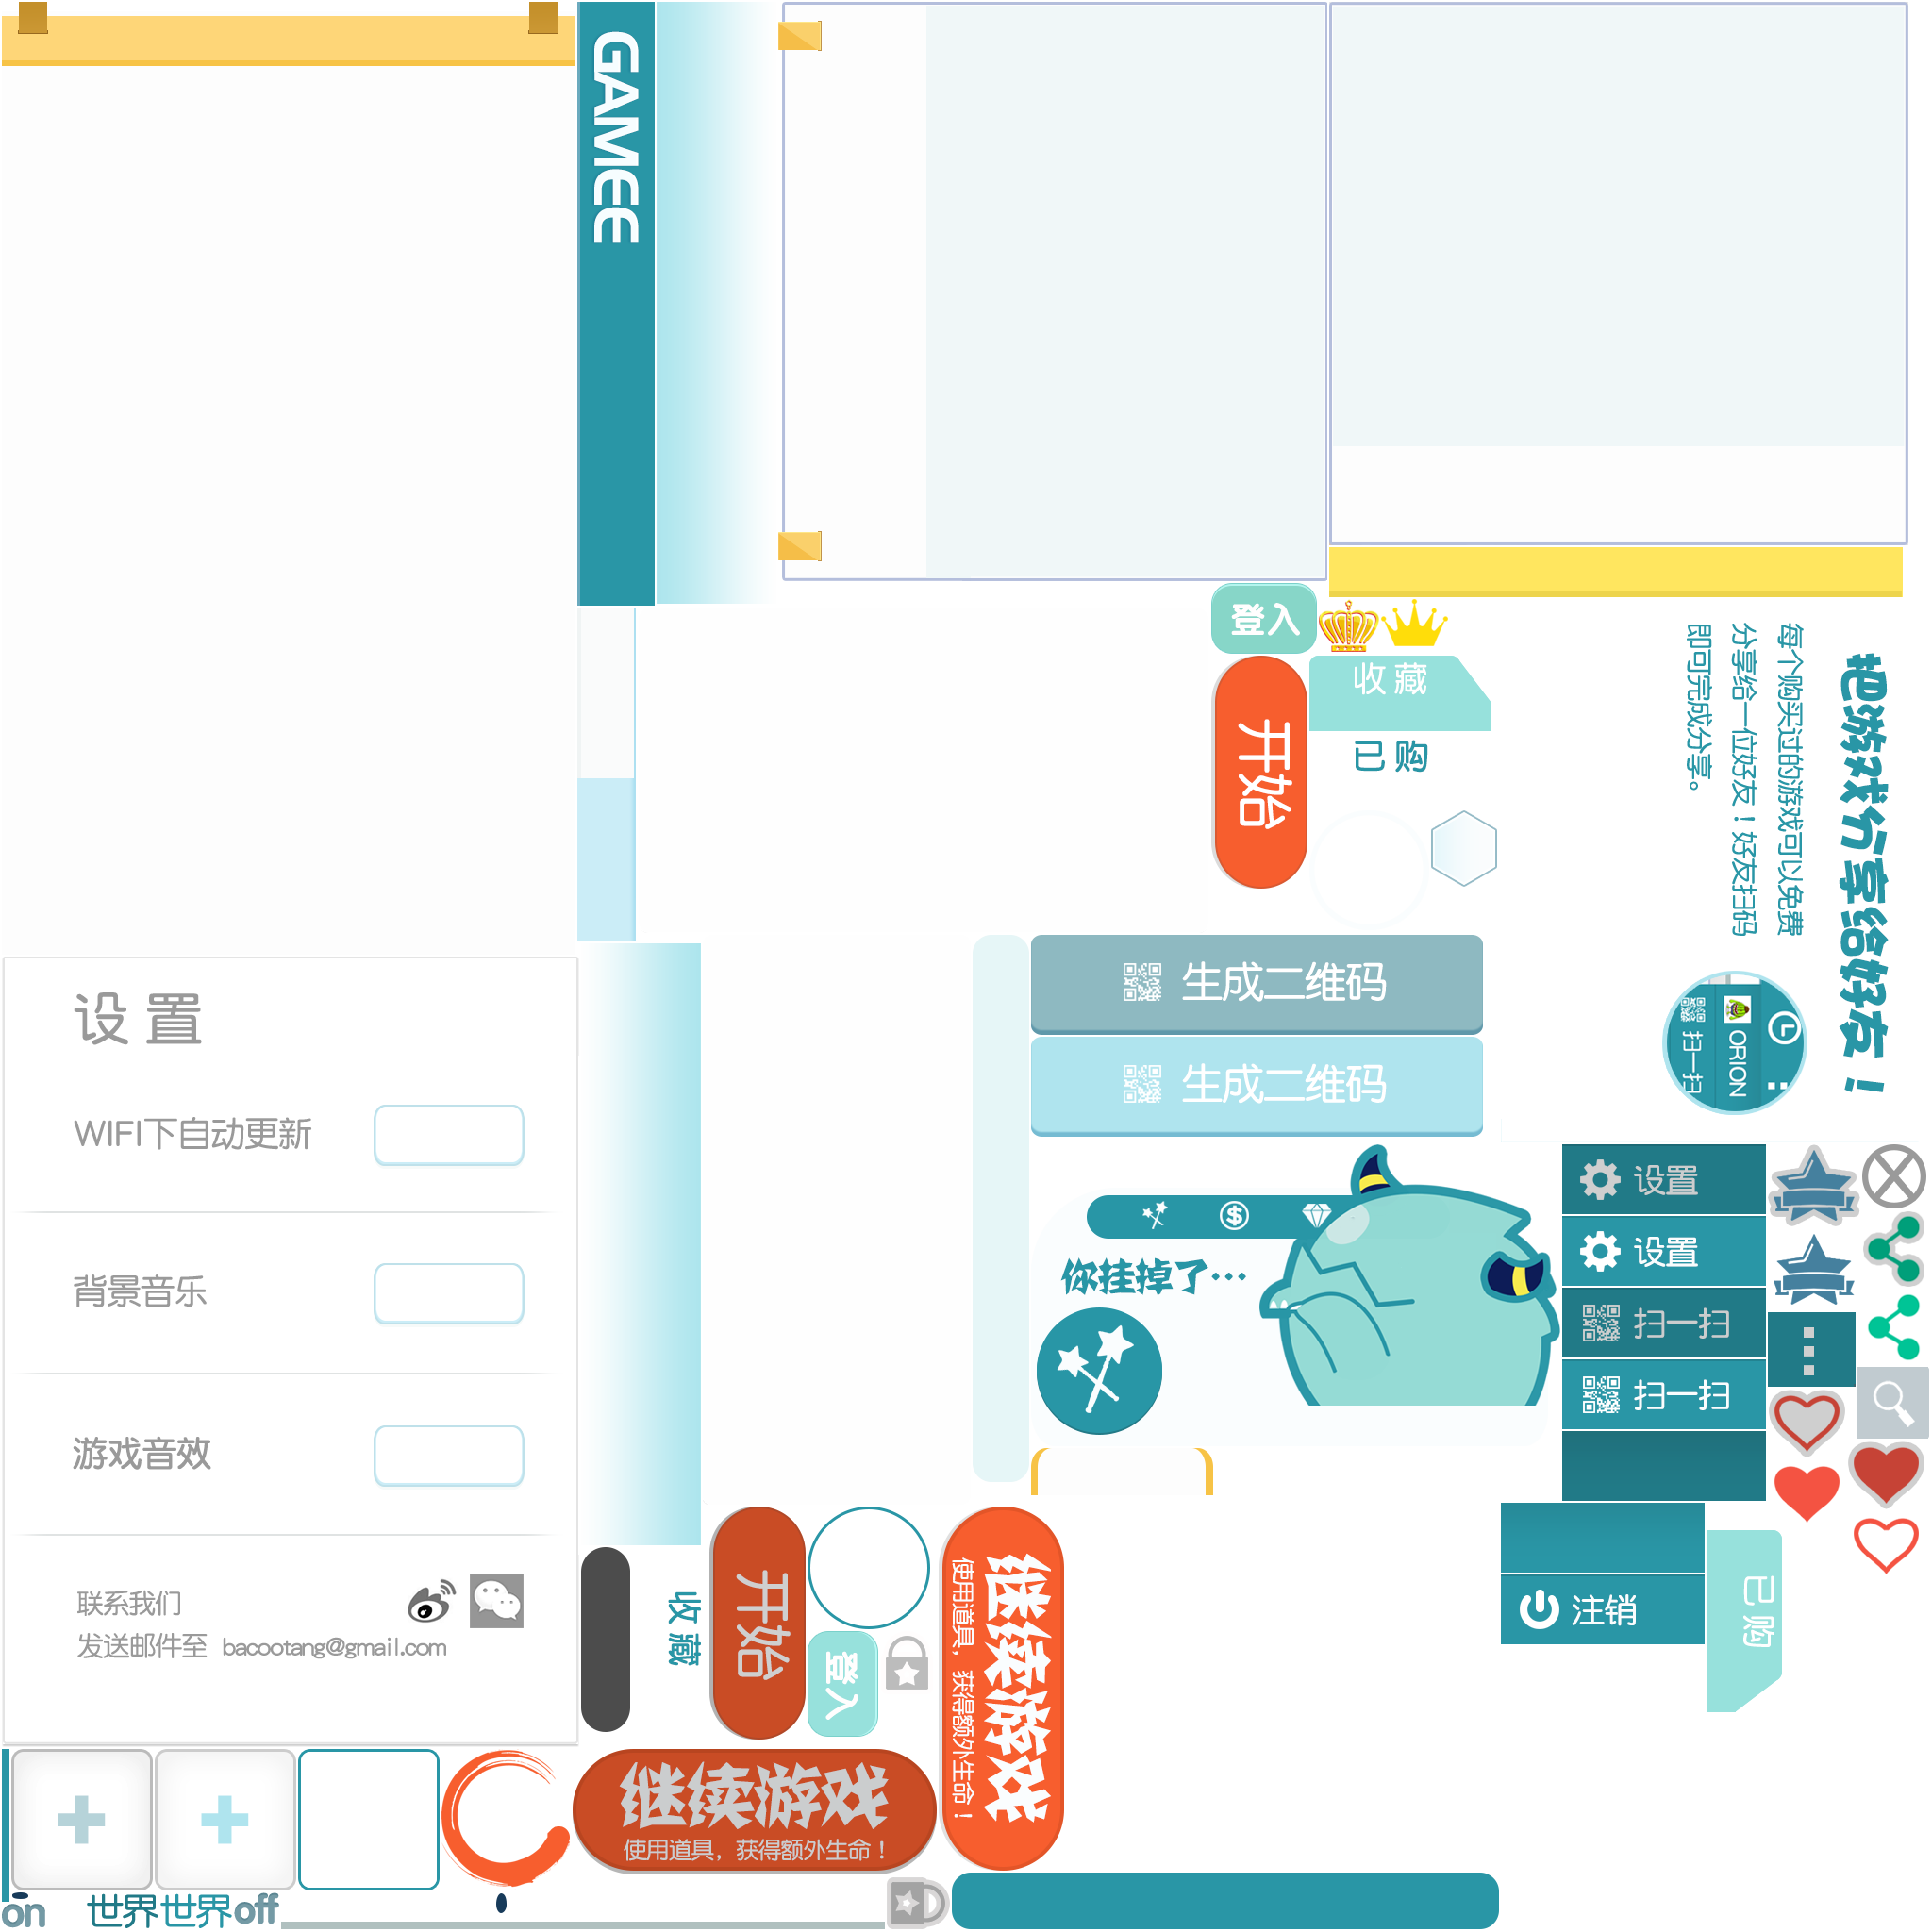 GAMEE
登入
收藏
开始
已购
把游戏分享给好友！
每个购买过的游戏可以免费
分享给一位好友！好友扫码
即可完成分享。
ORION
扫一扫
生成二维码
生成二维码
设置
WIFI下自动更新
背景音乐
游戏音效
联系我们
发送邮件至 bacootang@gmail.com
你挂掉了…
设置
设置
扫一扫
扫一扫
注销
已购
收藏
开始
登入
继续游戏
使用道具，获得额外生命！
继续游戏
使用道具，获得额外生命！
on
世界
世界
off